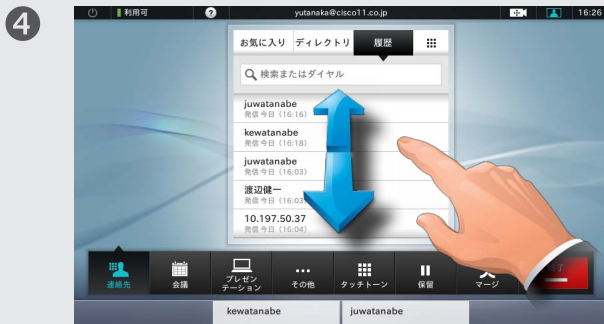 4
利用可
?
yutanaka@cisco11.co.jp
16:26
お気に入り
ディレクトリ
履歴
検索またはダイヤル
juwatanabe
発信 今日 (16:16)
kewatanabe
発信 今日 (16:18)
juwatanabe
発信 今日 (16:03)
渡辺健一
発信 今日 (16:03)
10.197.50.37
発信 今日 (16:04)
連絡先
会議
プレゼン
テーション
その他
タッチトーン
保留
マージ
終了
kewatanabe
juwatanabe